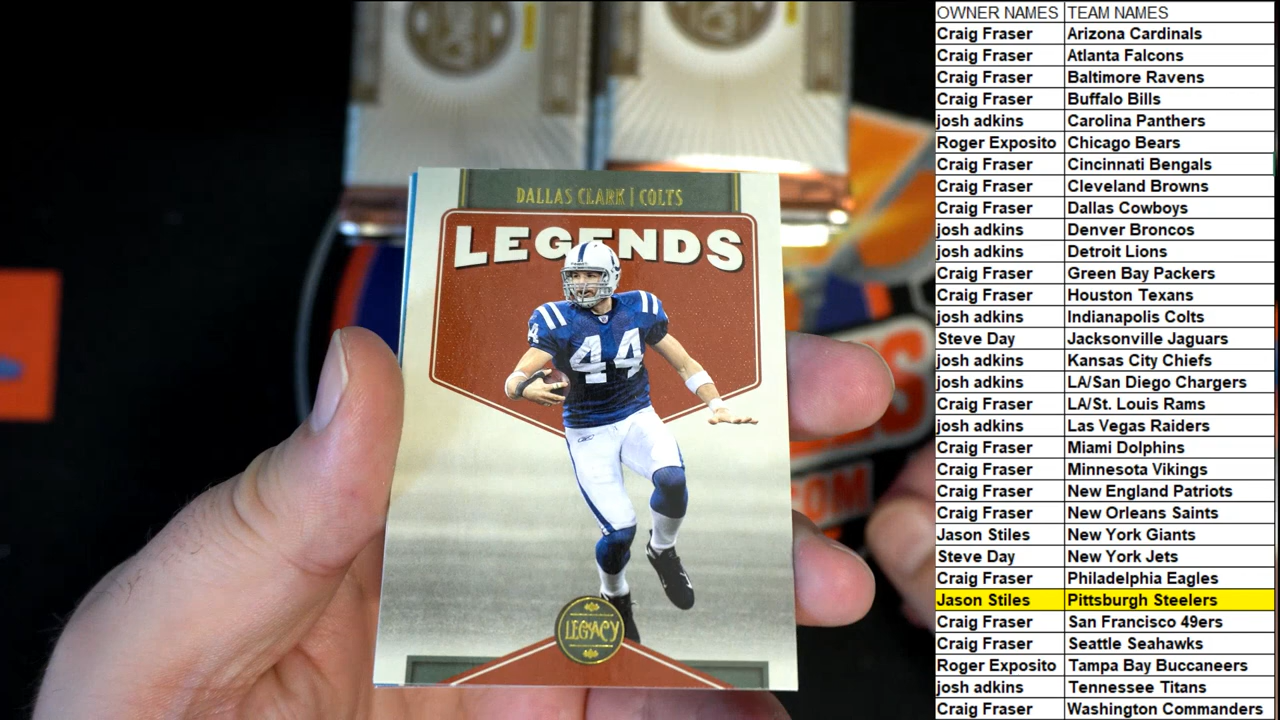 DALLAS CLARK | COLTS
LEGENDS
44
4
LEGACY
OM
OWNER NAMES TEAM NAMES
Craig Fraser Arizona Cardinals
Craig Fraser Atlanta Falcons
Craig Fraser Baltimore Ravens
Craig Fraser Buffalo Bills
josh adkins Carolina Panthers
Roger Exposito Chicago Bears
Craig Fraser Cincinnati Bengals
Craig Fraser Cleveland Browns
Craig Fraser Dallas Cowboys
josh adkins Denver Broncos
josh adkins Detroit Lions
Craig Fraser Green Bay Packers
Craig Fraser Houston Texans
josh adkins Indianapolis Colts
Steve Day Jacksonville Jaguars
josh adkins Kansas City Chiefs
josh adkins LA/San Diego Chargers
Craig Fraser LA/St. Louis Rams
josh adkins Las Vegas Raiders
Craig Fraser Miami Dolphins
Craig Fraser Minnesota Vikings
Craig Fraser New England Patriots
Craig Fraser New Orleans Saints
Jason Stiles New York Giants
Steve Day New York Jets
Craig Fraser Philadelphia Eagles
Jason Stiles Pittsburgh Steelers
Craig Fraser San Francisco 49ers
Craig Fraser Seattle Seahawks
Roger Exposito Tampa Bay Buccaneers
josh adkins Tennessee Titans
Craig Fraser Washington Commanders